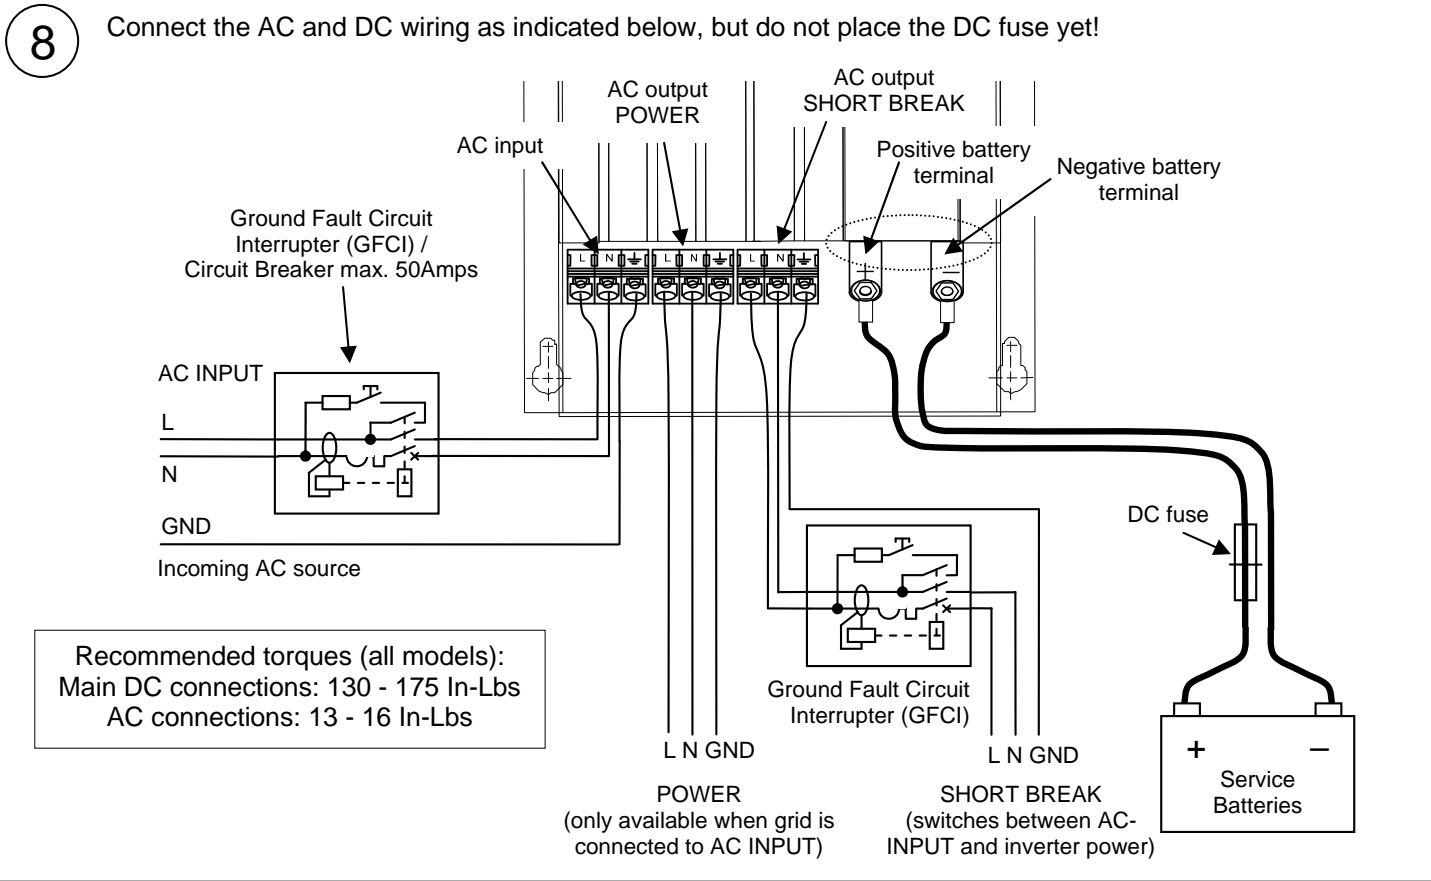 8
Connect the AC and DC wiring as indicated below, but do not place the DC fuse yet!
AC output
POWER
AC output
SHORT BREAK
AC input
Positive battery
terminal
Negative battery
terminal
Ground Fault Circuit
Interrupter (GFCI) /
Circuit Breaker max. 50Amps
L N L N L N
+ −
AC INPUT
L
N
GND
Incoming AC source
DC fuse
Recommended torques (all models):
Main DC connections: 130 - 175 In-Lbs
AC connections: 13 - 16 In-Lbs
Ground Fault Circuit
Interrupter (GFCI)
L N GND
POWER
(only available when grid is
connected to AC INPUT)
L N GND
SHORT BREAK
(switches between AC-
INPUT and inverter power)
+ −
Service
Batteries